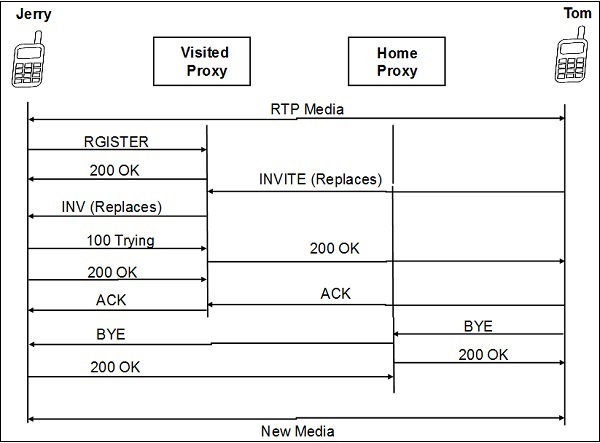 Jerry
Tom
Visited
Proxy
Home
Proxy
RTP Media
RGISTER
200 OK
INVITE (Replaces)
INV (Replaces)
100 Trying
200 OK
200 OK
ACK
ACK
BYE
BYE
200 OK
200 OK
New Media